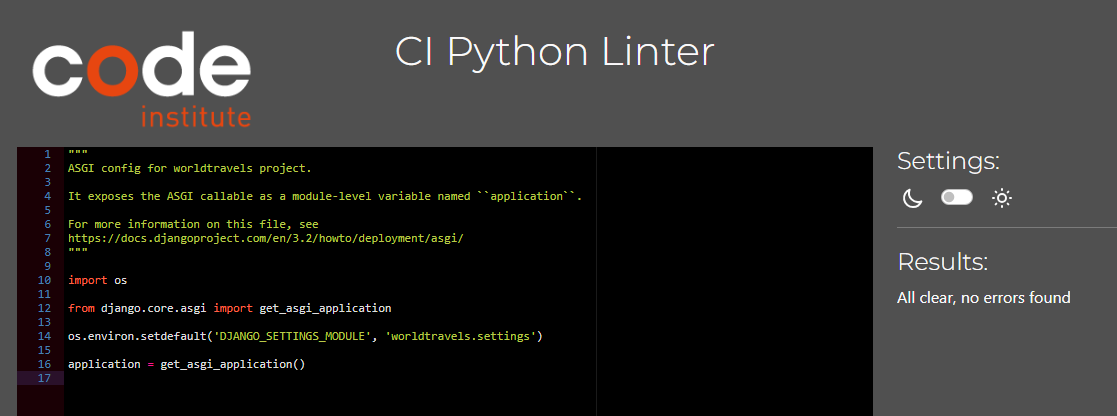 code
institute
CI Python Linter
1 """
2 ASGI config for worldtravels project.
3
4 It exposes the ASGI callable as a module-level variable named ``application``.
5
6 For more information on this file, see
7 https://docs.djangoproject.com/en/3.2/howto/deployment/asgi/
8 """
9
10 import os
11
12 from django.core.asgi import get_asgi_application
13
14 os.environ.setdefault('DJANGO_SETTINGS_MODULE', 'worldtravels.settings')
15
16 application = get_asgi_application()
17
Settings:
Results:
All clear, no errors found